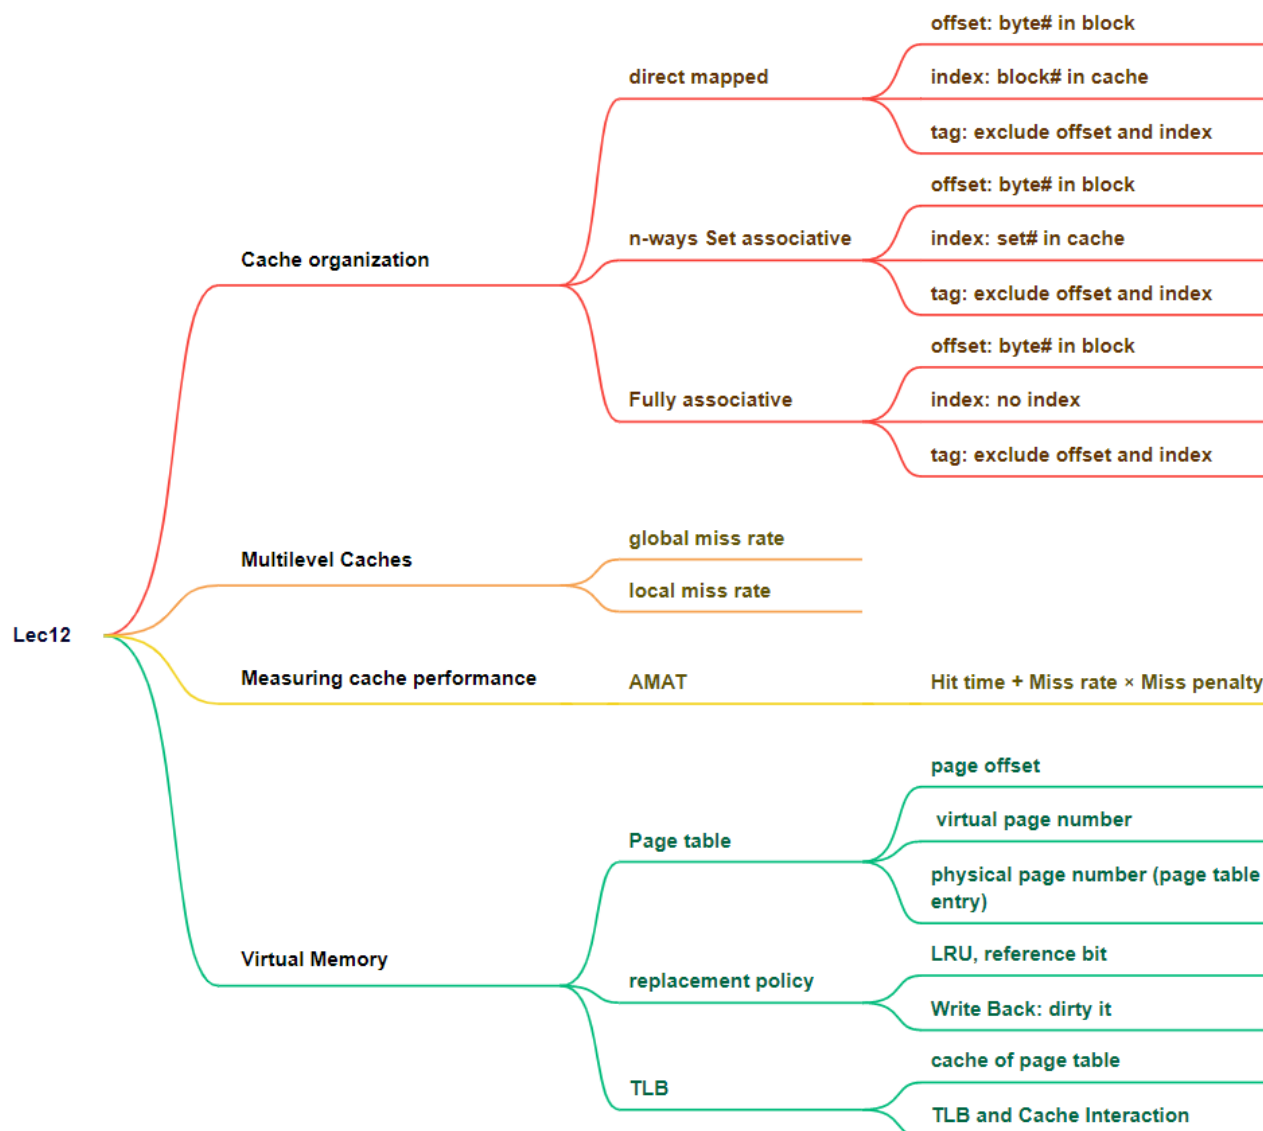 Lec12
Cache organization
direct mapped
offset: byte# in block
index: block# in cache
tag: exclude offset and index
n-ways Set associative
offset: byte# in block
index: set# in cache
tag: exclude offset and index
Fully associative
offset: byte# in block
index: no index
tag: exclude offset and index
Multilevel Caches
global miss rate
local miss rate
Measuring cache performance
AMAT
Hit time + Miss rate × Miss penalty
Virtual Memory
Page table
page offset
virtual page number
physical page number (page table
entry)
replacement policy
LRU, reference bit
Write Back: dirty it
TLB
cache of page table
TLB and Cache Interaction